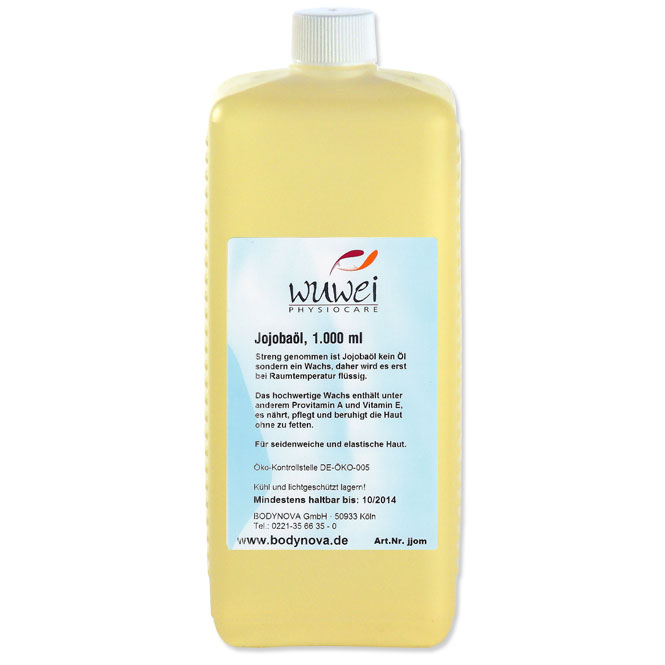 wuwei
PHYSIOCARE
Jojobaöl, 1.000 ml
Streng genommen ist Jojobaöl kein Öl
sondern ein Wachs, daher wird es erst
bei Raumtemperatur flüssig.
Das hochwertige Wachs enthält unter
anderem Provitamin A und Vitamin E,
es nährt, pflegt und beruhigt die Haut
ohne zu fetten.
Für seidenweiche und elastische Haut.
Öko-Kontrollstelle DE-ÖKO-005
Kühl und lichtgeschützt lagern!
Mindestens haltbar bis: 10/2014
BODYNOVA GmbH · 50933 Köln
Tel.: 0221-35 66 35 - 0
www.bodynova.de Art.Nr. jjom